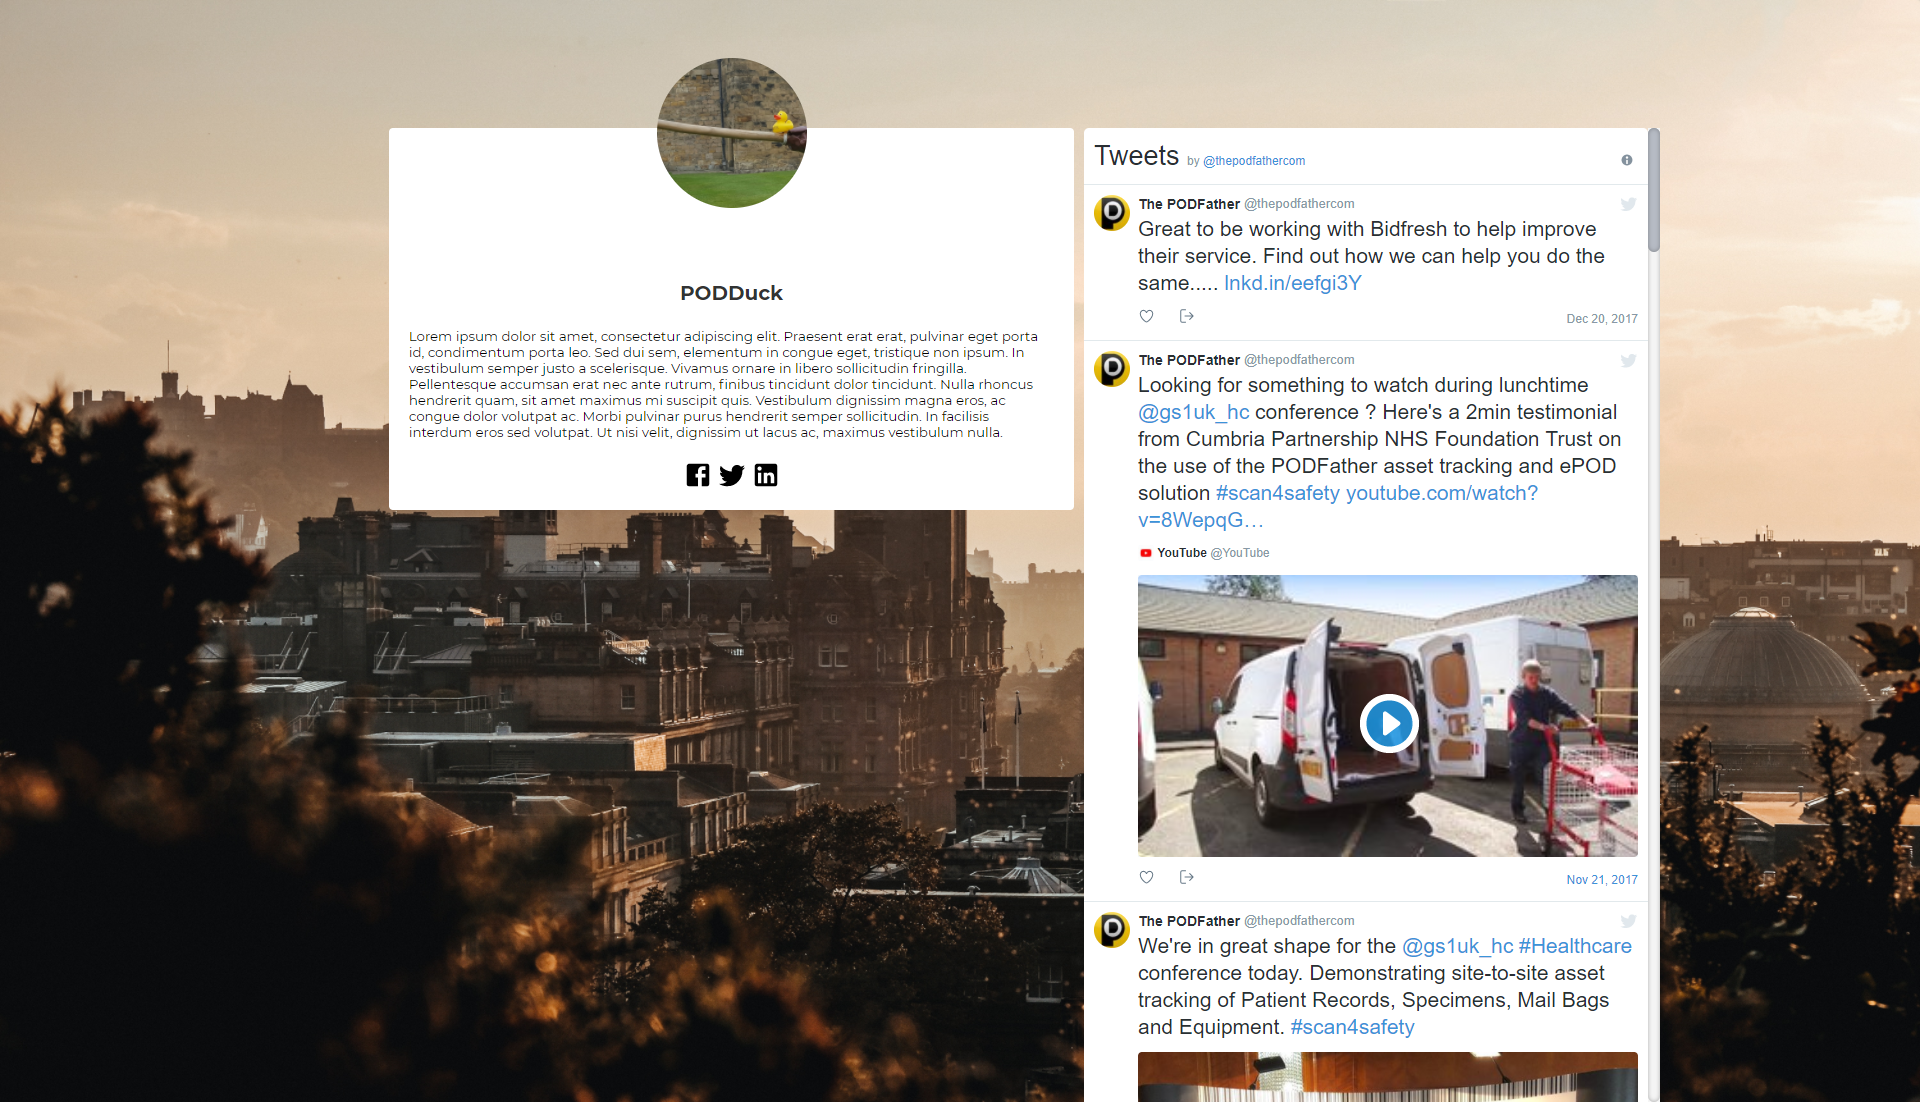 PODDuck
Lorem ipsum dolor sit amet, consectetur adipiscing elit. Praesent erat erat, pulvinar eget porta
id, condimentum porta leo. Sed dui sem, elementum in congue eget, tristique non ipsum. In
vestibulum semper justo a scelerisque. Vivamus ornare in libero sollicitudin fringilla.
Pellentesque accumsan erat nec ante rutrum, finibus tincidunt dolor tincidunt. Nulla rhoncus
hendrerit quam, sit amet maximus mi suscipit quis. Vestibulum dignissim magna eros, ac
congue dolor volutpat ac. Morbi pulvinar purus hendrerit semper sollicitudin. In facilisis
interdum eros sed volutpat. Ut nisi velit, dignissim ut lacus ac, maximus vestibulum nulla.
Tweets by @thepodfathercom
The PODFather @thepodfathercom
Great to be working with Bidfresh to help improve
their service. Find out how we can help you do the
same..... lnkd.in/eefgi3Y
Dec 20, 2017
The PODFather @thepodfathercom
Looking for something to watch during lunchtime
@gs1uk_hc conference ? Here's a 2min testimonial
from Cumbria Partnership NHS Foundation Trust on
the use of the PODFather asset tracking and ePOD
solution #scan4safety youtube.com/watch?
v=8WepqG…
YouTube @YouTube
Nov 21, 2017
The PODFather @thepodfathercom
We're in great shape for the @gs1uk_hc #Healthcare
conference today. Demonstrating site-to-site asset
tracking of Patient Records, Specimens, Mail Bags
and Equipment. #scan4safety